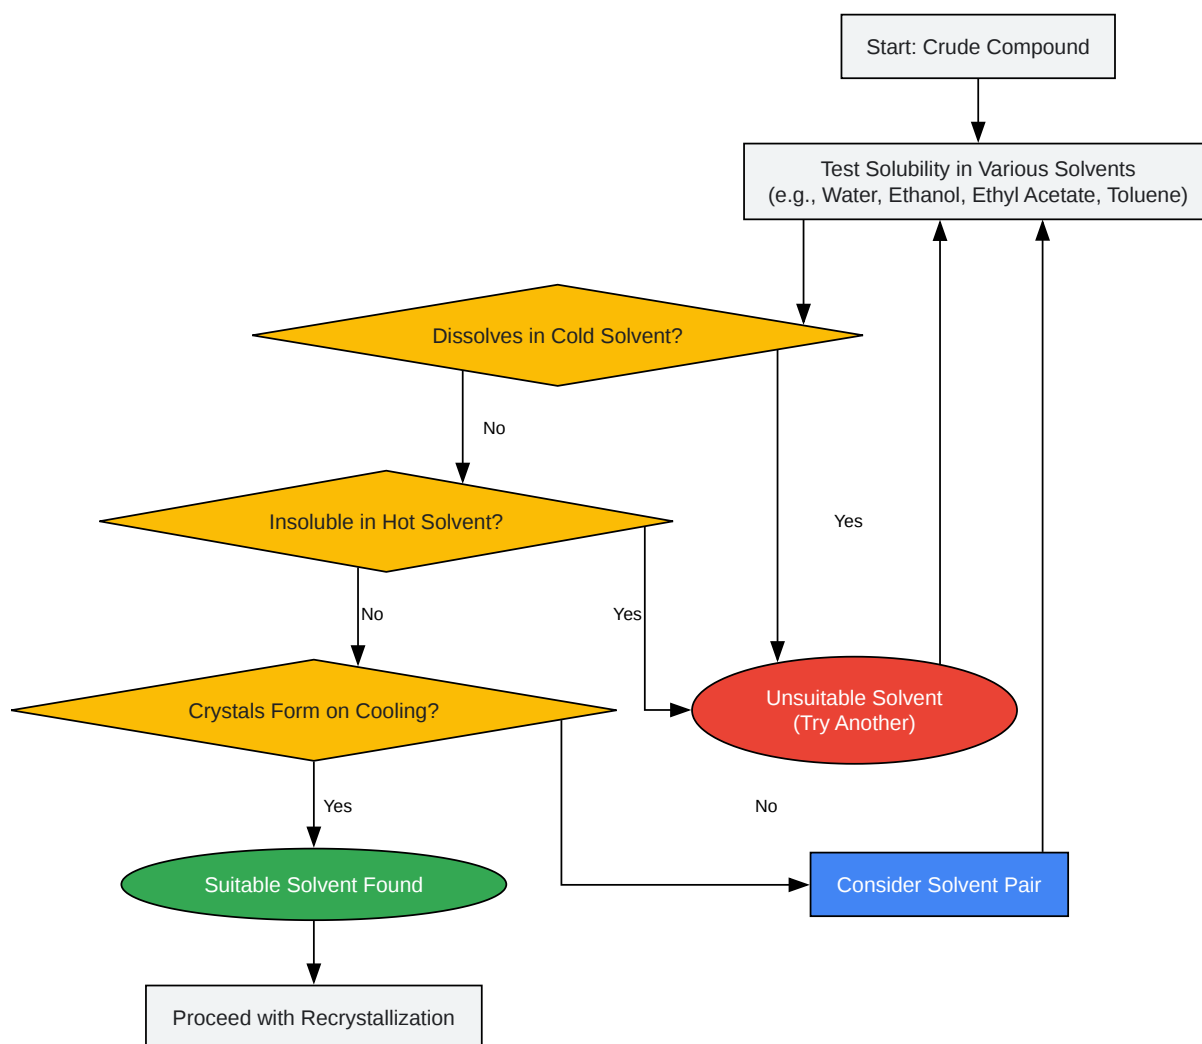 Start: Crude Compound
Test Solubility in Various Solvents
(e.g., Water, Ethanol, Ethyl Acetate, Toluene)
Dissolves in Cold Solvent?
No
Insoluble in Hot Solvent?
Yes
No
Yes
Unsuitable Solvent
(Try Another)
Crystals Form on Cooling?
Yes
No
Suitable Solvent Found
Consider Solvent Pair
Proceed with Recrystallization